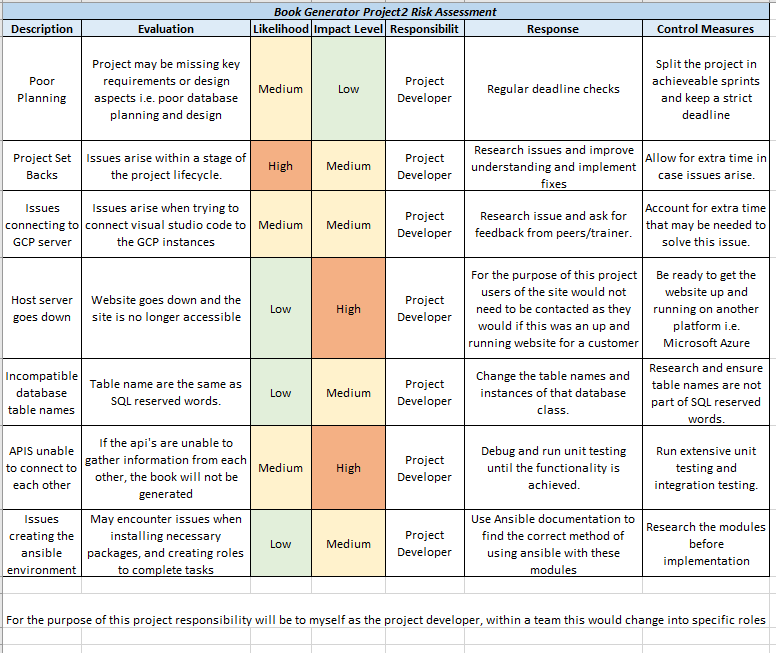 Book Generator Project2 Risk Assessment
Description Evaluation Likelihood Impact Level Responsibilit Response Control Measures
Poor
Planning
Project may be missing key
requirements or design
aspects i.e. poor database
planning and design
Medium
Low
Project
Developer
Regular deadline checks
Split the project in
achieveable sprints
and keep a strict
deadline
Project Set
Backs
Issues arise within a stage of
the project lifecycle.
High
Medium
Project
Developer
Research issues and improve
understanding and implement
fixes
Allow for extra time in
case issues arise.
Issues
connecting to
GCP server
Issues arise when trying to
connect visual studio code to
the GCP instances
Medium
Medium
Project
Developer
Research issue and ask for
feedback from peers/trainer.
Account for extra time
that may be needed to
solve this issue.
Host server
goes down
Website goes down and the
site is no longer accessible
Low
High
Project
Developer
For the purpose of this project
users of the site would not
need to be contacted as they
would if this was an up and
running website for a customer
Be ready to get the
website up and
running on another
platform i.e.
Microsoft Azure
Incompatible
database
table names
Table name are the same as
SQL reserved words.
Low
Medium
Project
Developer
Change the table names and
instances of that database
class.
Research and ensure
table names are not
part of SQL reserved
words.
APIS unable
to connect to
each other
If the api's are unable to
gather information from each
other, the book will not be
generated
Medium
High
Project
Developer
Debug and run unit testing
until the functionality is
achieved.
Run extensive unit
testing and
integration testing.
Issues
creating the
ansible
environment
May encounter issues when
installing necessary
packages, and creating roles
to complete tasks
Low
Medium
Project
Developer
Use Ansible documentation to
find the correct method of
using ansible with these
modules
Research the modules
before
implementation
For the purpose of this project responsibility will be to myself as the project developer, within a team this would change into specific roles